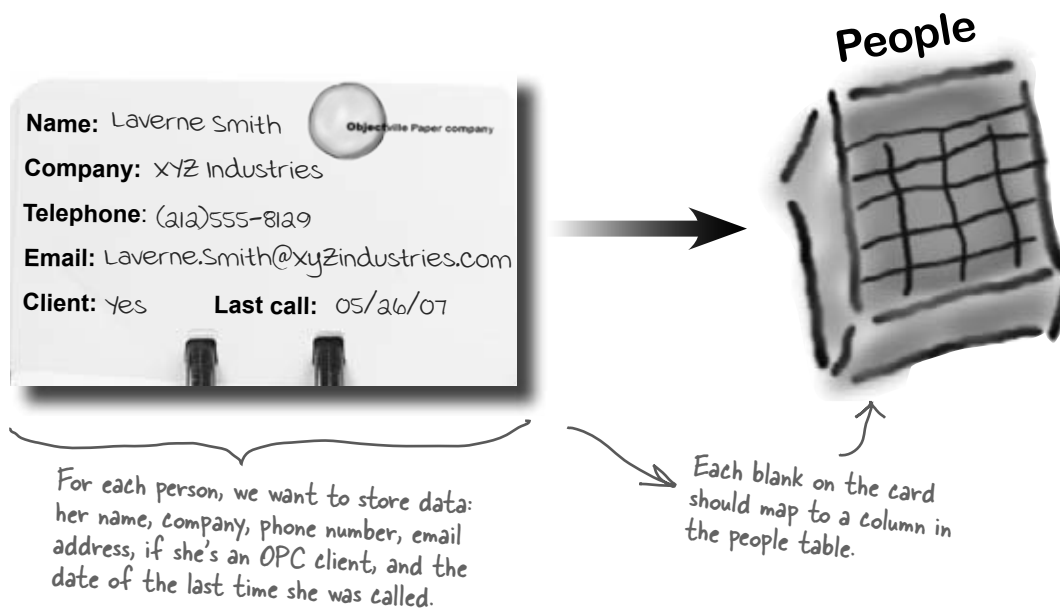 People
Objectville Paper company
Name: Laverne Smith
Company: XYZ Industries
Telephone: (212)555-8129
Email: Laverne.Smith@xyzindustries.com
Client: Yes Last call: 05/26/07
For each person, we want to store data:
her name, company, phone number, email
address, if she's an OPC client, and the
date of the last time she was called.
Each blank on the card
should map to a column in
the people table.